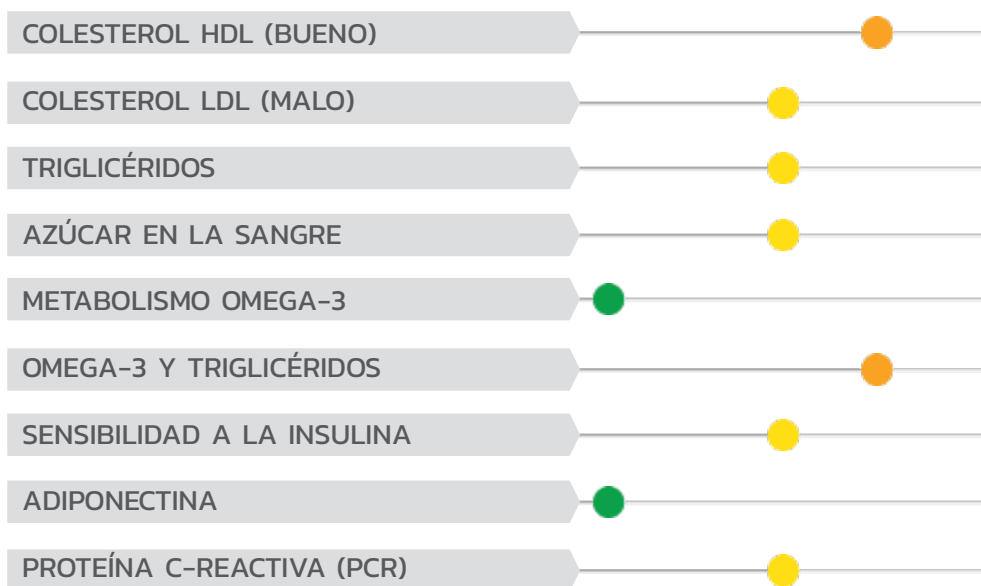 COLESTEROL HDL (BUENO)
COLESTEROL LDL (MALO)
TRIGLICÉRIDOS
AZÚCAR EN LA SANGRE
METABOLISMO OMEGA-3
OMEGA-3 Y TRIGLICÉRIDOS
SENSIBILIDAD A LA INSULINA
ADIPONECTINA
PROTEÍNA C-REACTIVA (PCR)